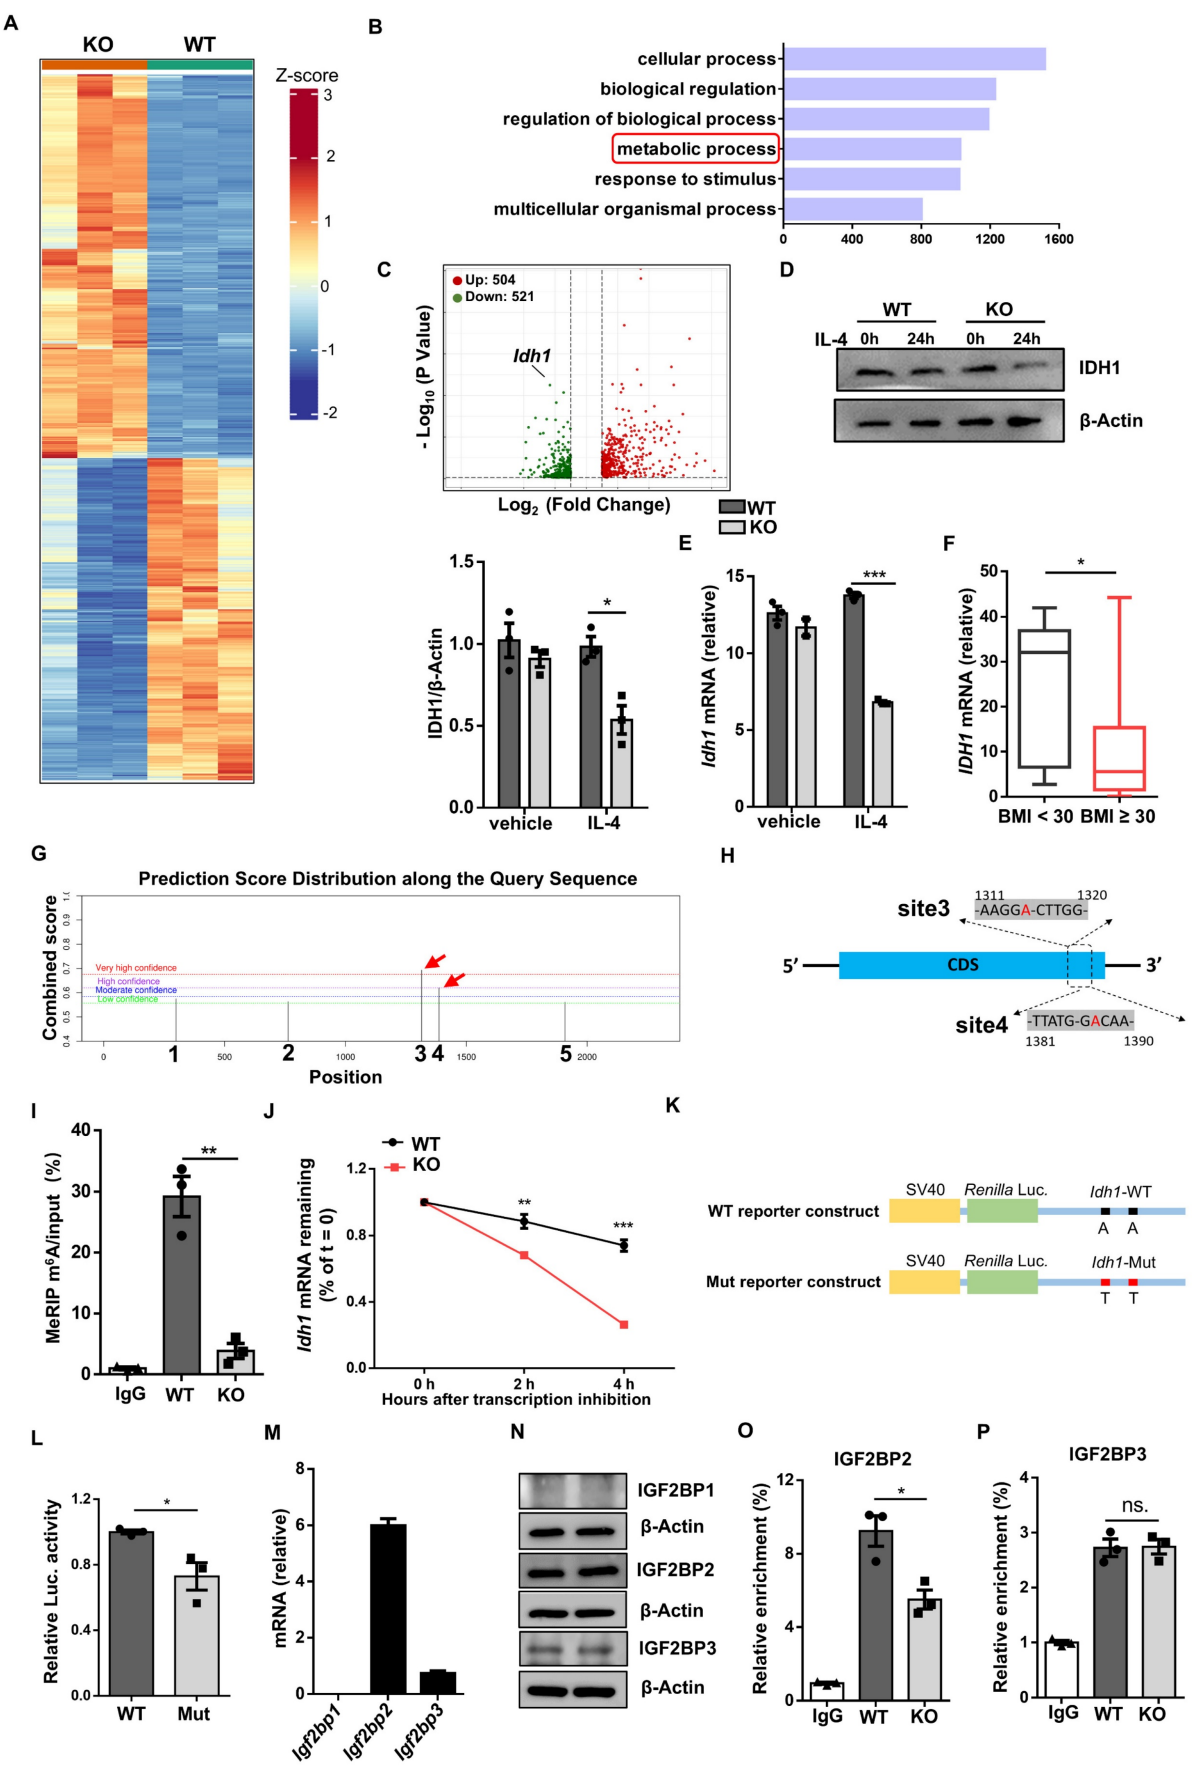 A
KO
WT
Z-score
3
2
1
0
-1
-2
B
cellular process
biological regulation
regulation of biological process
metabolic process
response to stimulus
multicellular organismal process
0 400 800 1200 1600
C
Up: 504
Down: 521
Idh1
- Log10 (P Value)
Log2 (Fold Change)
D
WT KO
IL-4 0h 24h 0h 24h
IDH1
β-Actin
WT
KO
1.5
1.0
0.5
0.0
IDH1/β-Actin
*
vehicle IL-4
E
15
10
5
0
Idh1 mRNA (relative)
***
vehicle IL-4
F
50
40
30
20
10
0
IDH1 mRNA (relative)
*
BMI < 30 BMI ≥ 30
G
Prediction Score Distribution along the Query Sequence
Combined score
0.9
0.8
0.7
0.6
0.5
0.4
Very high confidence
High confidence
Moderate confidence
Low confidence
0 1 500 2 1000 3 4 1500 5 2000
Position
H
1311 1320
site3 -AAGGA-CTTGG-
5’ CDS 3’
site4 -TTATG-GACAA-
1381 1390
I
40
30
20
10
0
MeRIP m6A/input (%)
**
IgG WT KO
J
WT
KO
1.2
0.8
0.4
0.0
Idh1 mRNA remaining
(% of t = 0)
**
***
0 h 2 h 4 h
Hours after transcription inhibition
K
SV40 Renilla Luc. Idh1-WT
WT reporter construct
A A
SV40 Renilla Luc. Idh1-Mut
Mut reporter construct
T T
L
1.2
0.8
0.4
0.0
Relative Luc. activity
*
WT Mut
M
8
6
4
2
0
mRNA (relative)
Igf2bp1
Igf2bp2
Igf2bp3
N
IGF2BP1
β-Actin
IGF2BP2
β-Actin
IGF2BP3
β-Actin
O
IGF2BP2
12
8
4
0
Relative enrichment (%)
*
IgG WT KO
P
IGF2BP3
4
3
2
1
0
Relative enrichment (%)
ns.
IgG WT KO